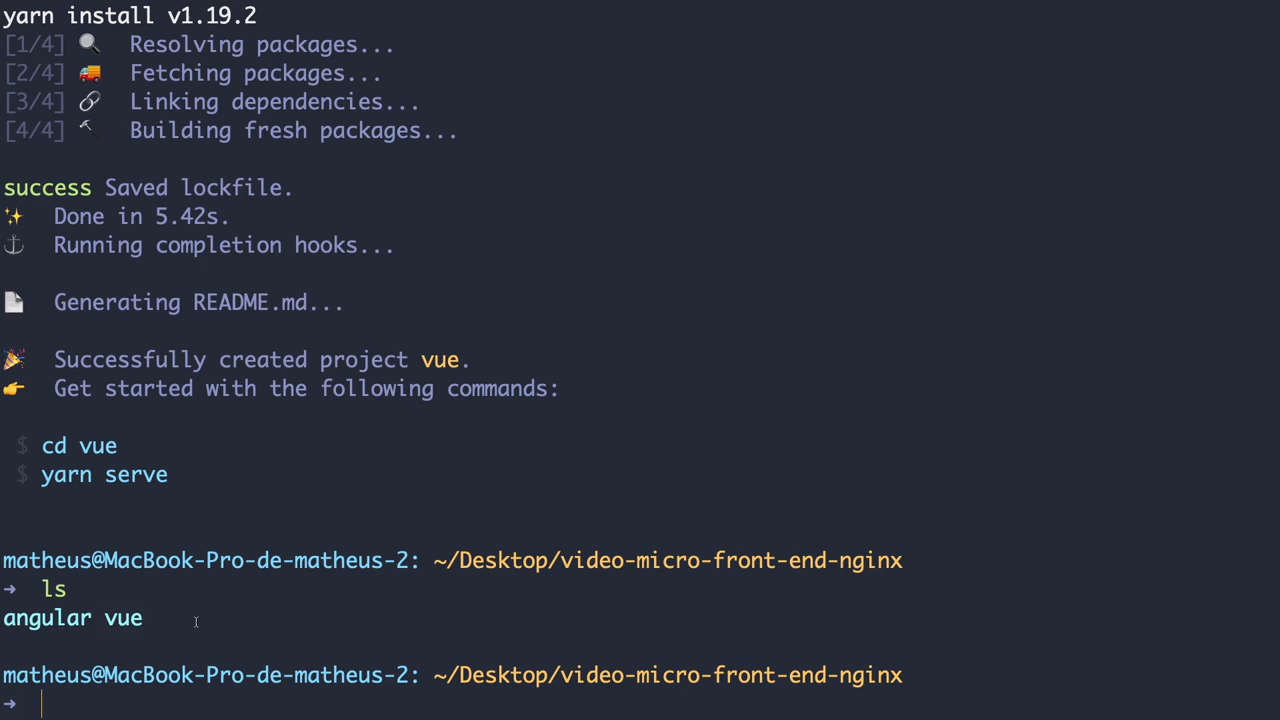 yarn install v1.19.2
[1/4] 🔍 Resolving packages...
[2/4] 🚚 Fetching packages...
[3/4] 🔗 Linking dependencies...
[4/4] 🔨 Building fresh packages...
success Saved lockfile.
✨ Done in 5.42s.
⚓ Running completion hooks...
📄 Generating README.md...
🎉 Successfully created project vue.
👉 Get started with the following commands:
$ cd vue
$ yarn serve
matheus@MacBook-Pro-de-matheus-2: ~/Desktop/video-micro-front-end-nginx
➜ ls
angular vue
matheus@MacBook-Pro-de-matheus-2: ~/Desktop/video-micro-front-end-nginx
➜